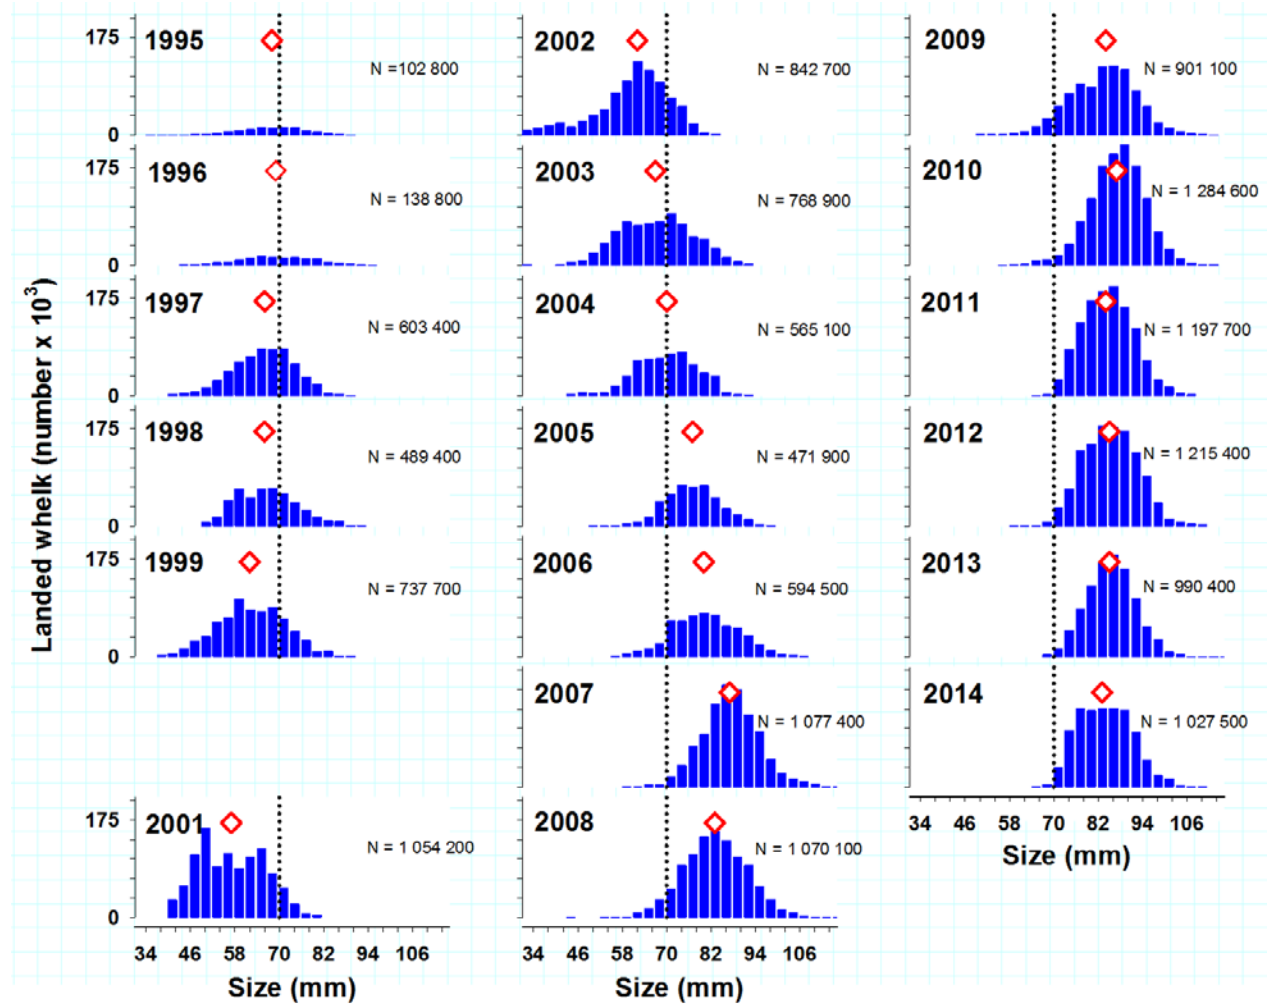 Landed whelk (number x 10³)
175
1995
N =102 800
0
175
1996
N = 138 800
0
175
1997
N = 603 400
0
175
1998
N = 489 400
0
175
1999
N = 737 700
0
175
2001
N = 1 054 200
0
34 46 58 70 82 94 106
Size (mm)
2002
N = 842 700
2003
N = 768 900
2004
N = 565 100
2005
N = 471 900
2006
N = 594 500
2007
N = 1 077 400
2008
N = 1 070 100
34 46 58 70 82 94 106
Size (mm)
2009
N = 901 100
2010
N = 1 284 600
2011
N = 1 197 700
2012
N = 1 215 400
2013
N = 990 400
2014
N = 1 027 500
34 46 58 70 82 94 106
Size (mm)